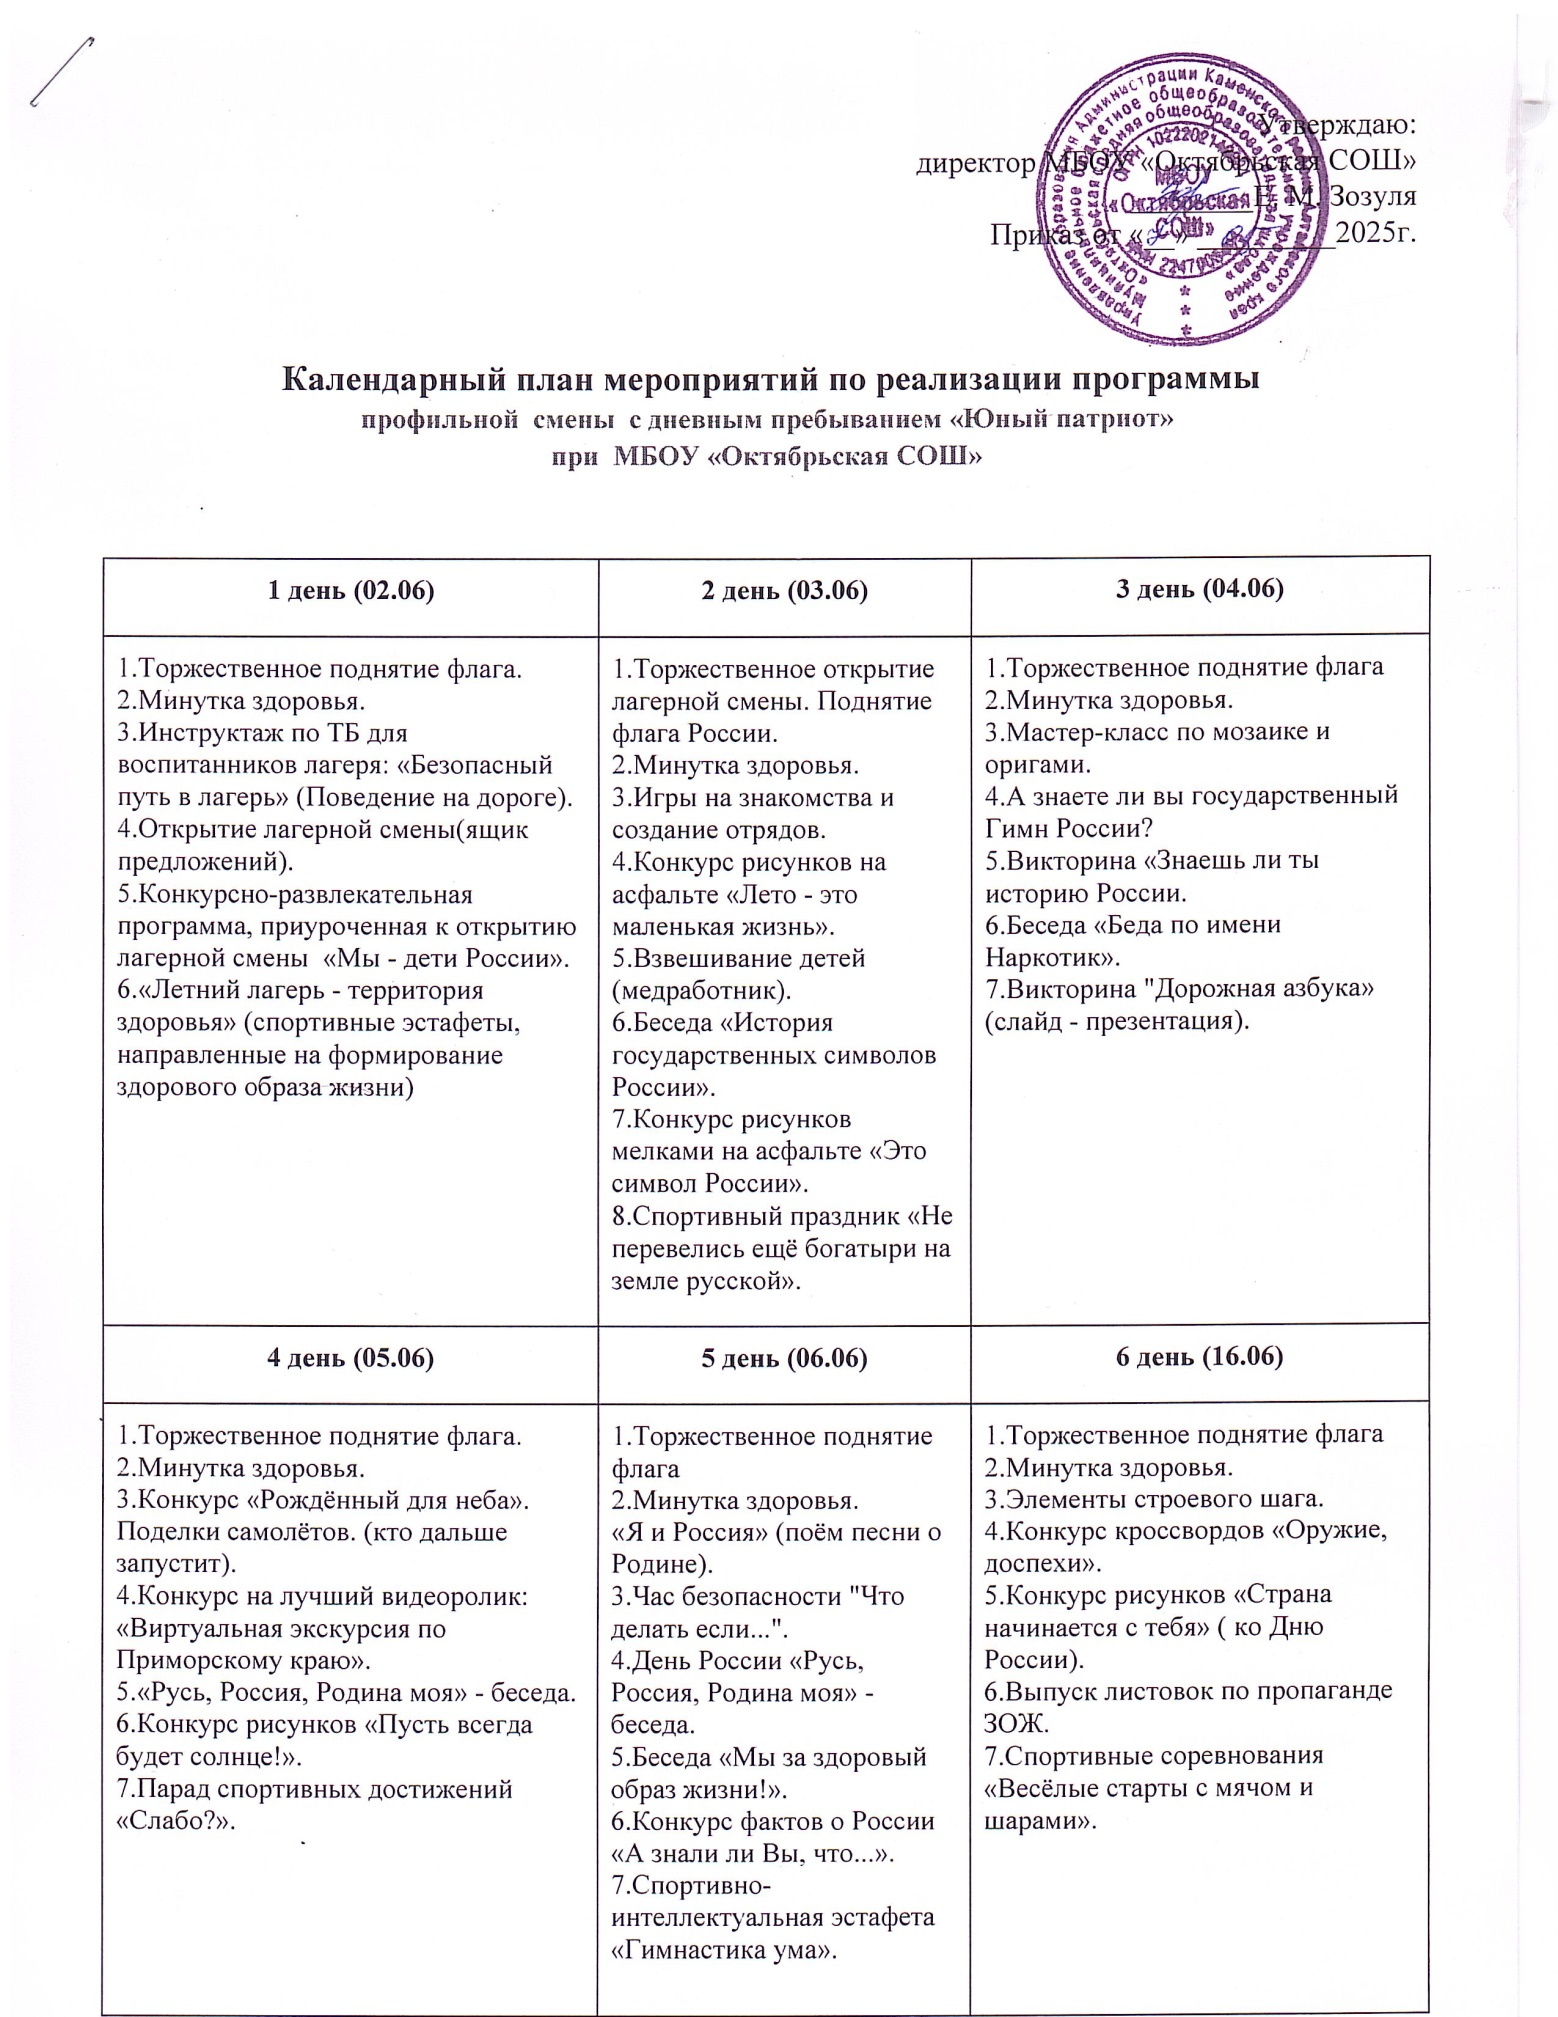 Утверждаю:
директор МБОУ «Октябрьская СОШ»
Зозуля
Приказ от «__» _________2025г.
МБОУ
«Октябрьская
СОШ»
Календарный план мероприятий по реализации программы
профильной смены с дневным пребыванием «Юный патриот»
при МБОУ «Октябрьская СОШ»
1 день (02.06)
2 день (03.06)
3 день (04.06)
1.Торжественное поднятие флага.
2.Минутка здоровья.
3.Инструктаж по ТБ для
воспитанников лагеря: «Безопасный
путь в лагерь» (Поведение на дороге).
4.Открытие лагерной смены(ящик
предложений).
5.Конкурсно-развлекательная
программа, приуроченная к открытию
лагерной смены «Мы - дети России».
6.«Летний лагерь - территория
здоровья» (спортивные эстафеты,
направленные на формирование
здорового образа жизни)
1.Торжественное открытие
лагерной смены. Поднятие
флага России.
2.Минутка здоровья.
3.Игры на знакомства и
создание отрядов.
4.Конкурс рисунков на
асфальте «Лето - это
маленькая жизнь».
5.Взвешивание детей
(медработник).
6.Беседа «История
государственных символов
России».
7.Конкурс рисунков
мелками на асфальте «Это
символ России».
8.Спортивный праздник «Не
перевелись ещё богатыри на
земле русской».
1.Торжественное поднятие флага
2.Минутка здоровья.
3.Мастер-класс по мозаике и
оригами.
4.А знаете ли вы государственный
Гимн России?
5.Викторина «Знаешь ли ты
историю России.
6.Беседа «Беда по имени
Наркотик».
7.Викторина "Дорожная азбука»
(слайд - презентация).
4 день (05.06)
5 день (06.06)
6 день (16.06)
1.Торжественное поднятие флага.
2.Минутка здоровья.
3.Конкурс «Рождённый для неба».
Поделки самолётов. (кто дальше
запустит).
4.Конкурс на лучший видеоролик:
«Виртуальная экскурсия по
Приморскому краю».
5.«Русь, Россия, Родина моя» - беседа.
6.Конкурс рисунков «Пусть всегда
будет солнце!».
7.Парад спортивных достижений
«Слабо?».
1.Торжественное поднятие
флага
2.Минутка здоровья.
«Я и Россия» (поём песни о
Родине).
3.Час безопасности "Что
делать если...".
4.День России «Русь,
Россия, Родина моя» -
беседа.
5.Беседа «Мы за здоровый
образ жизни!».
6.Конкурс фактов о России
«А знали ли Вы, что...».
7.Спортивно-
интеллектуальная эстафета
«Гимнастика ума».
1.Торжественное поднятие флага
2.Минутка здоровья.
3.Элементы строевого шага.
4.Конкурс кроссвордов «Оружие,
доспехи».
5.Конкурс рисунков «Страна
начинается с тебя» ( ко Дню
России).
6.Выпуск листовок по пропаганде
ЗОЖ.
7.Спортивные соревнования
«Весёлые старты с мячом и
шарами».